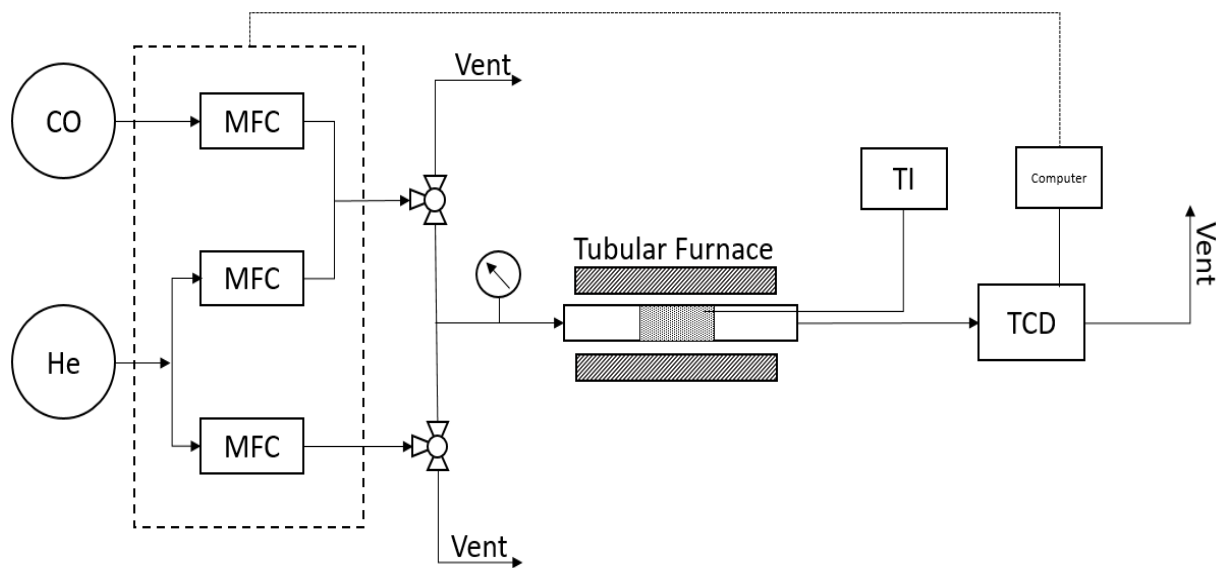 Vent
CO
MFC
TI
Computer
MFC
Tubular Furnace
Vent
He
TCD
MFC
Vent